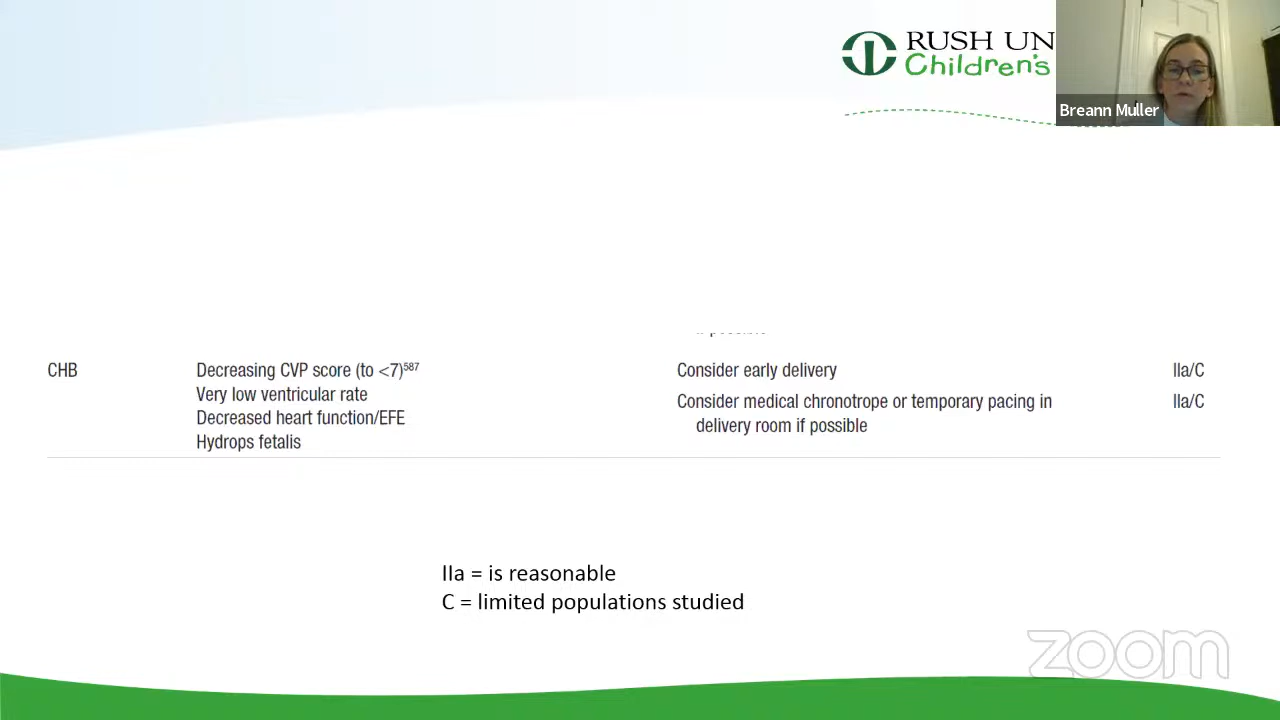 RUSH UN
Children's
Breann Muller
CHB Decreasing CVP score (to <7)587 Consider early delivery IIa/C
Very low ventricular rate
Decreased heart function/EFE
Hydrops fetalis
Consider medical chronotrope or temporary pacing in IIa/C
delivery room if possible
IIa = is reasonable
C = limited populations studied
zoom